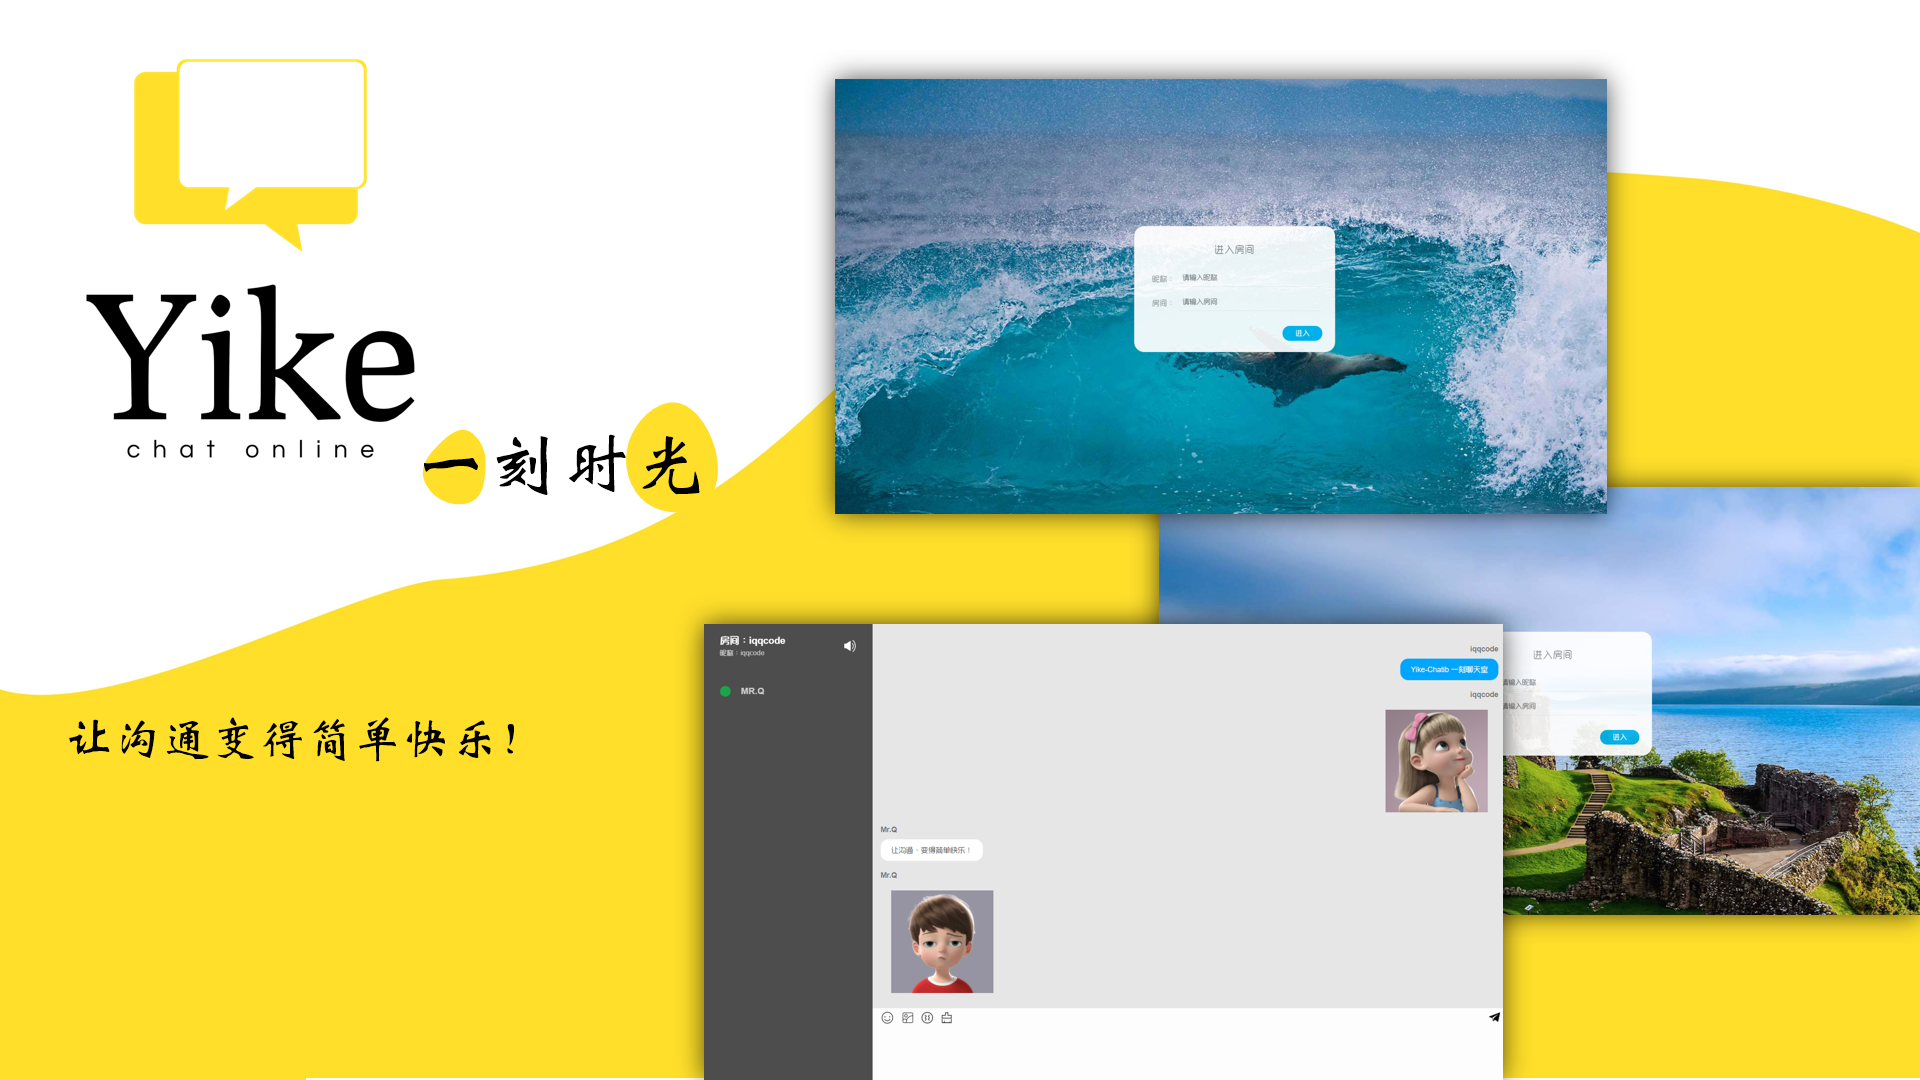 Yike
chat online
一刻时光
让沟通变得简单快乐！
进入房间
昵称： 请输入昵称
房间： 请输入房间
进入
进入房间
请输入昵称
请输入房间
进入
房间：iqqcode
昵称：iqqcode
MR.Q
iqqcode
Yike-Chatib 一刻聊天室
iqqcode
Mr.Q
让沟通，变得简单快乐！
Mr.Q